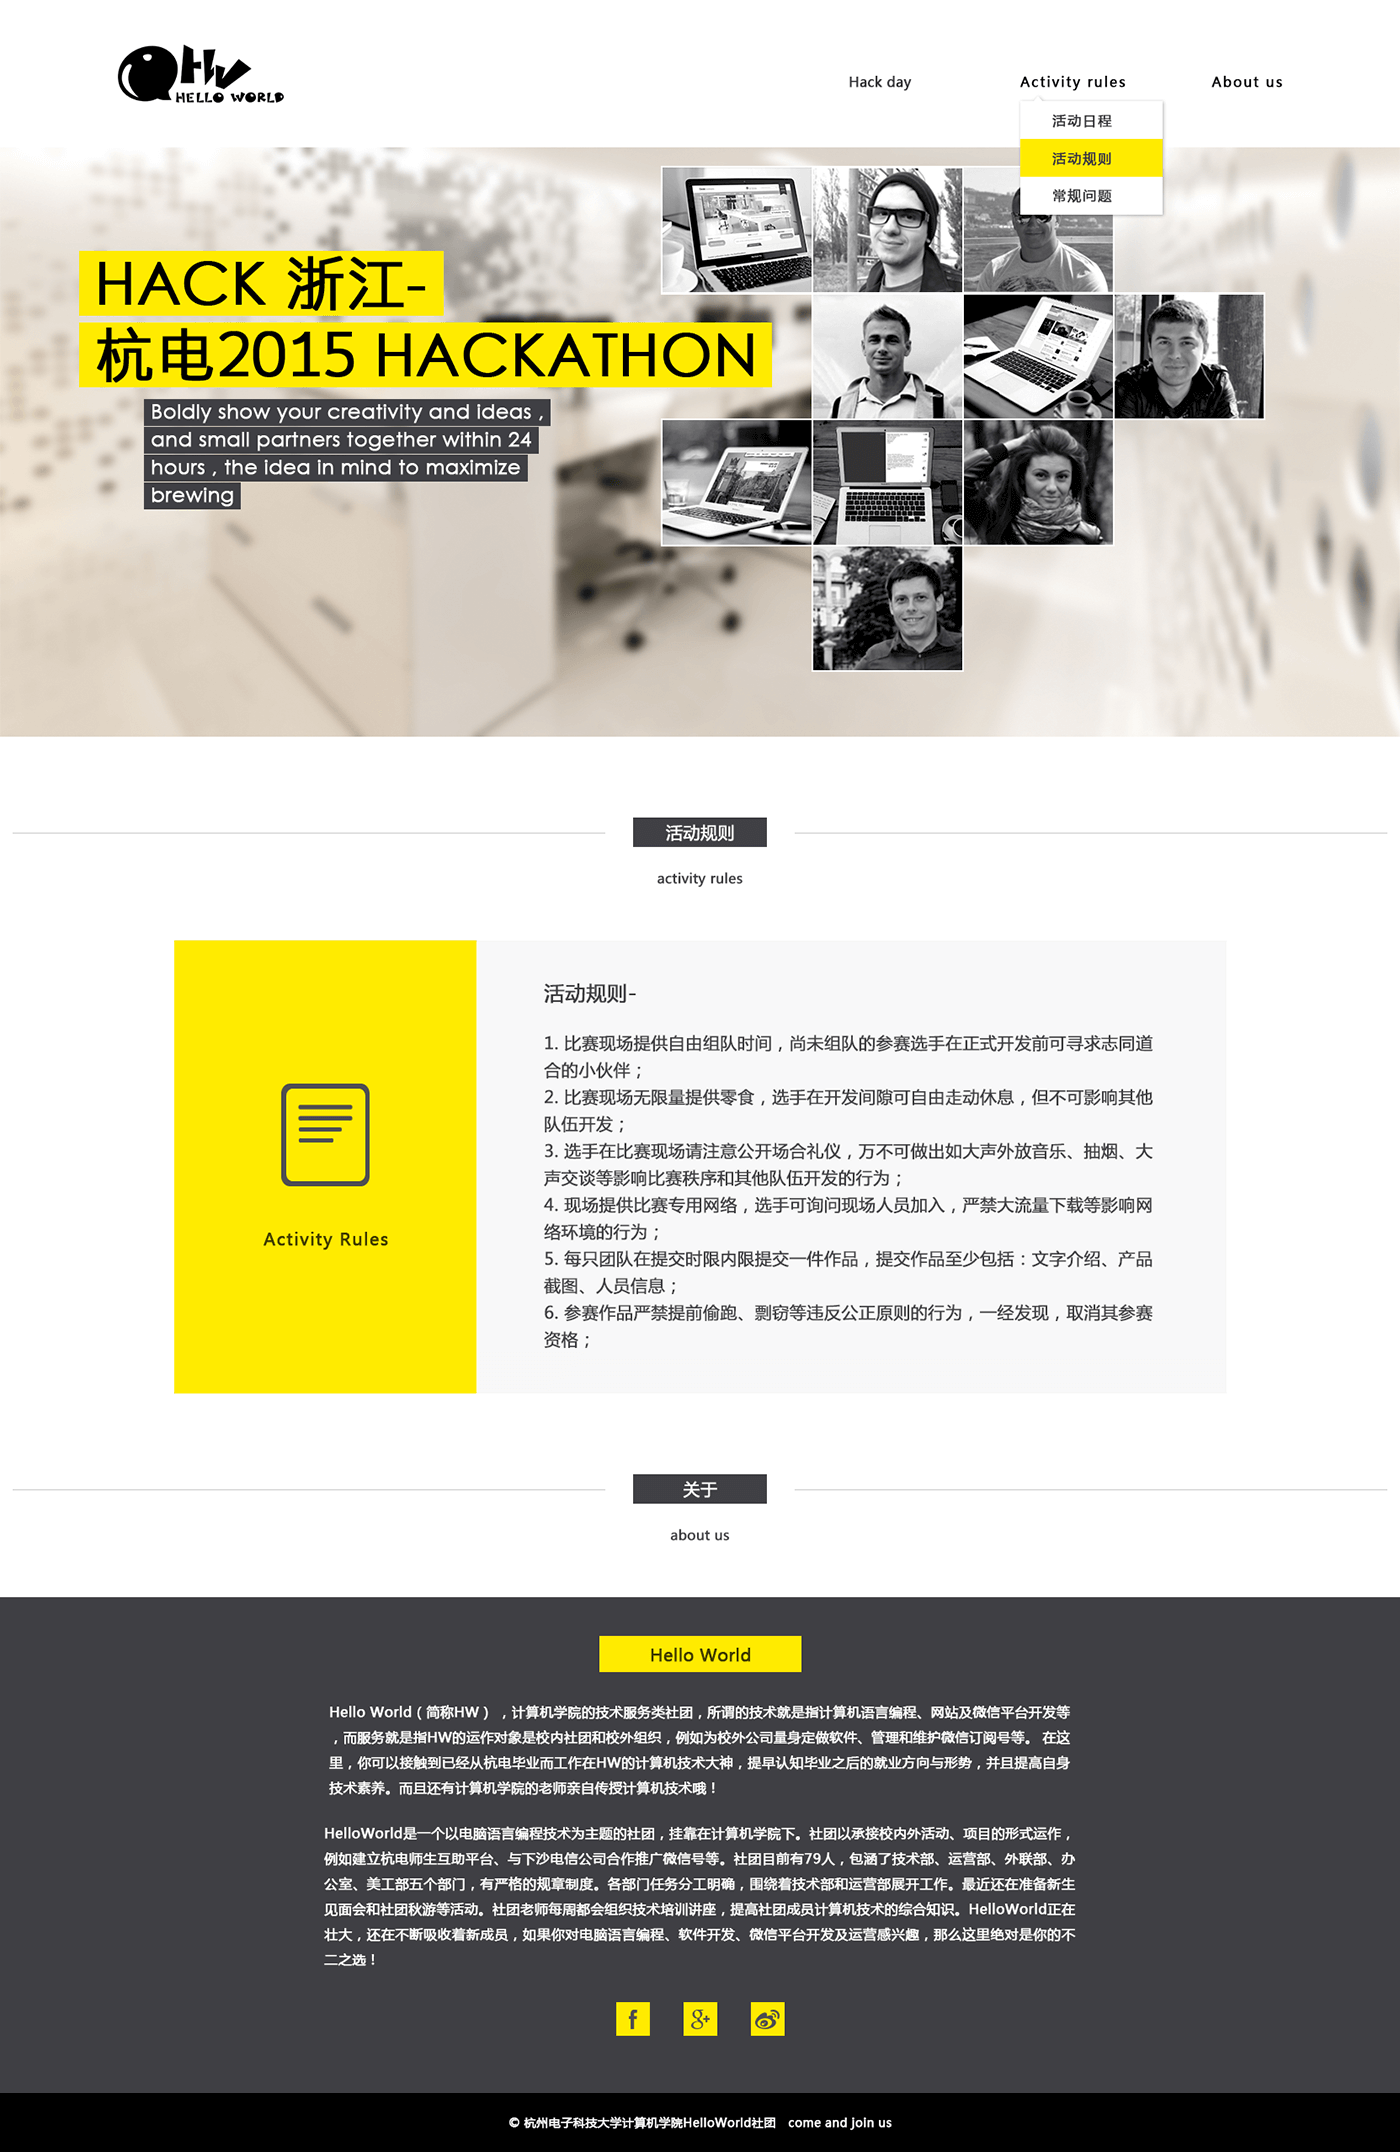 HW
HELLO WORLD
Hack day
Activity rules
About us
活动日程
活动规则
常规问题
HACK 浙江-
杭电2015 HACKATHON
Boldly show your creativity and ideas ,
and small partners together within 24
hours , the idea in mind to maximize
brewing
活动规则
activity rules
Activity Rules
活动规则-
1. 比赛现场提供自由组队时间，尚未组队的参赛选手在正式开发前可寻求志同道
合的小伙伴；
2. 比赛现场无限量提供零食，选手在开发间隙可自由走动休息，但不可影响其他
队伍开发；
3. 选手在比赛现场请注意公开场合礼仪，万不可做出如大声外放音乐、抽烟、大
声交谈等影响比赛秩序和其他队伍开发的行为；
4. 现场提供比赛专用网络，选手可询问现场人员加入，严禁大流量下载等影响网
络环境的行为；
5. 每只团队在提交时限内限提交一件作品，提交作品至少包括：文字介绍、产品
截图、人员信息；
6. 参赛作品严禁提前偷跑、剽窃等违反公正原则的行为，一经发现，取消其参赛
资格；
关于
about us
Hello World
Hello World（简称HW），计算机学院的技术服务类社团，所谓的技术就是指计算机语言编程、网站及微信平台开发等
，而服务就是指HW的运作对象是校内社团和校外组织，例如为校外公司量身定做软件、管理和维护微信订阅号等。 在这
里，你可以接触到已经从杭电毕业而工作在HW的计算机技术大神，提早认知毕业之后的就业方向与形势，并且提高自身
技术素养。而且还有计算机学院的老师亲自传授计算机技术哦！
HelloWorld是一个以电脑语言编程技术为主题的社团，挂靠在计算机学院下。社团以承接校内外活动、项目的形式运作，
例如建立杭电师生互助平台、与下沙电信公司合作推广微信号等。社团目前有79人，包涵了技术部、运营部、外联部、办
公室、美工部五个部门，有严格的规章制度。各部门任务分工明确，围绕着技术部和运营部展开工作。最近还在准备新生
见面会和社团秋游等活动。社团老师每周都会组织技术培训讲座，提高社团成员计算机技术的综合知识。HelloWorld正在
壮大，还在不断吸收着新成员，如果你对电脑语言编程、软件开发、微信平台开发及运营感兴趣，那么这里绝对是你的不
二之选！
f
g+
© 杭州电子科技大学计算机学院HelloWorld社团 come and join us